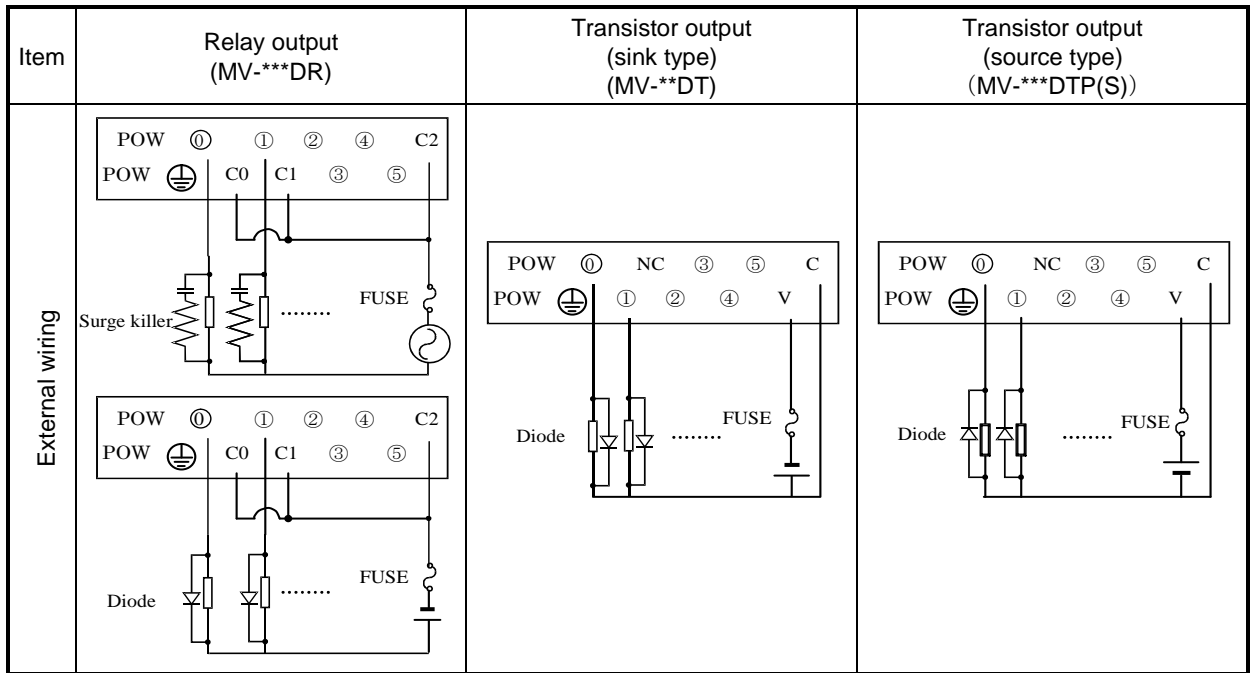 Item
Relay output
(MV-***DR)
Transistor output
(sink type)
(MV-**DT)
Transistor output
(source type)
（MV-***DTP(S)）
External wiring
POW ⓪ ① ② ④ C2
POW C0 C1 ③ ⑤
FUSE
Surge killer
........
POW ⓪ ① ② ④ C2
POW C0 C1 ③ ⑤
FUSE
Diode
........
POW ⓪ NC ③ ⑤ C
POW ① ② ④ V
FUSE
Diode
........
POW ⓪ NC ③ ⑤ C
POW ① ② ④ V
FUSE
Diode
........